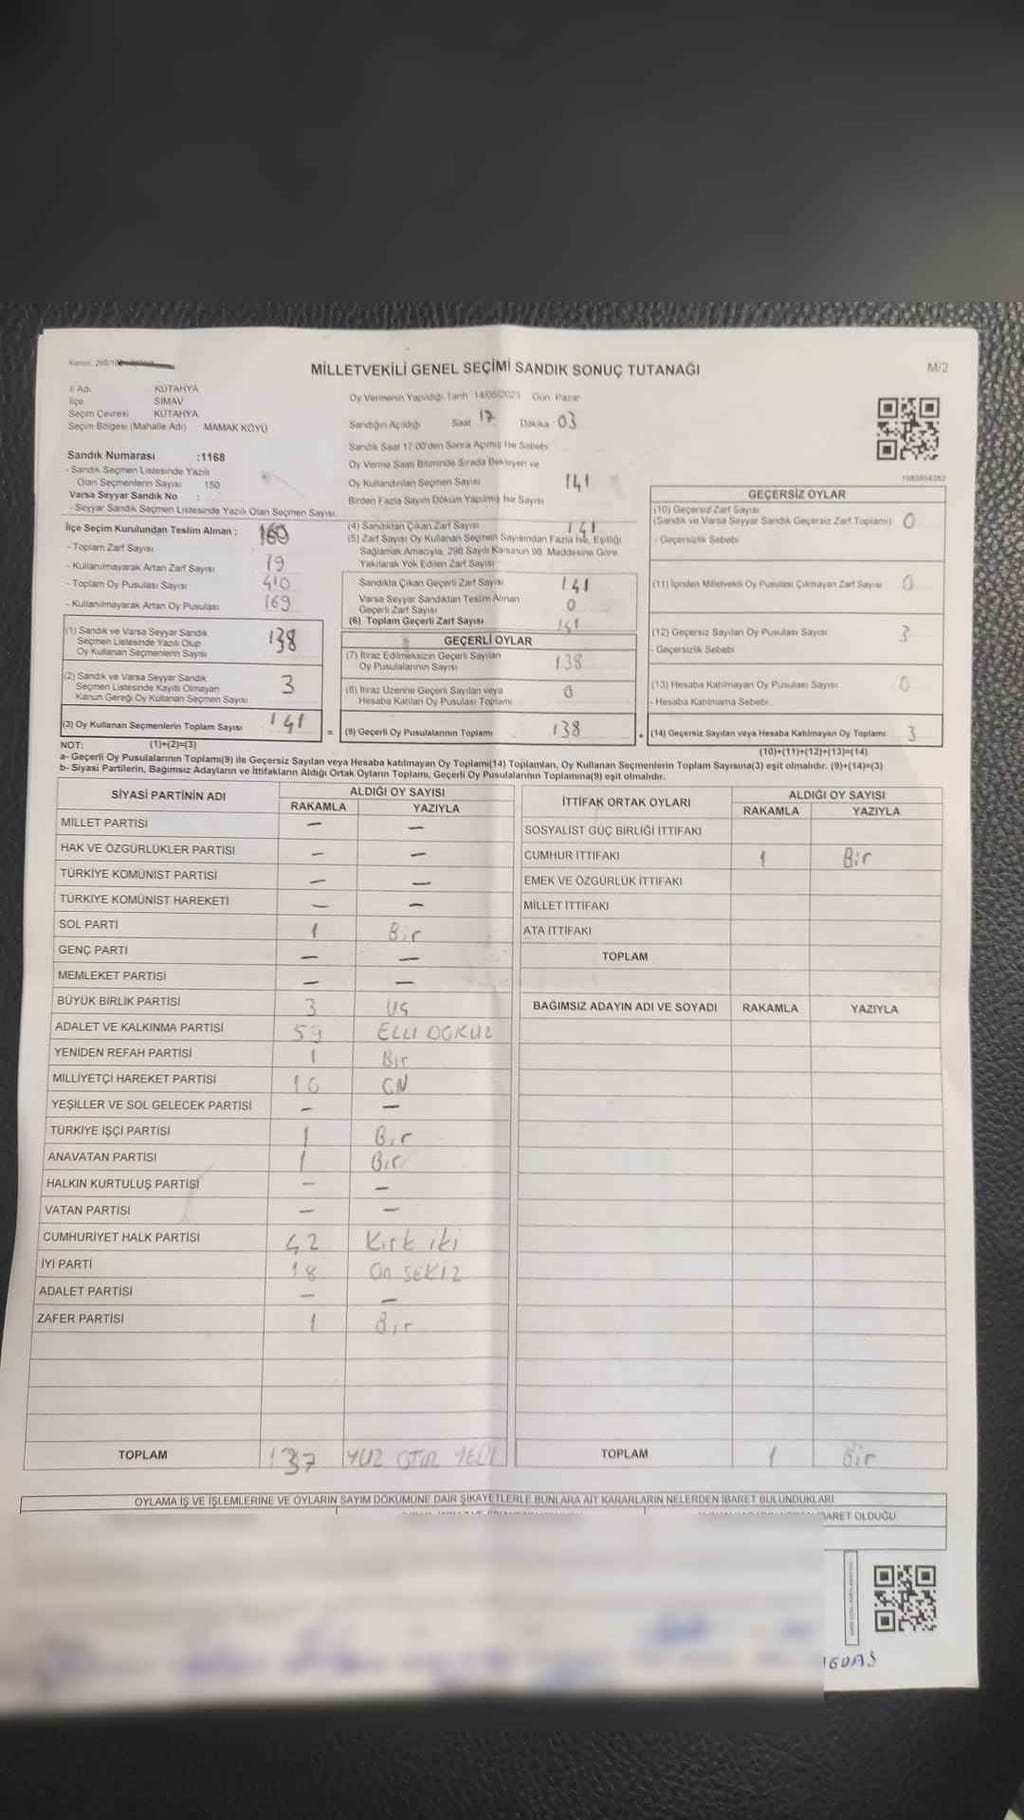 Kanun: 298/1
MİLLETVEKİLİ GENEL SEÇİMİ SANDIK SONUÇ TUTANAĞI
M/2
İl Adı KÜTAHYA
İlçe SİMAV
Seçim Çevresi KÜTAHYA
Seçim Bölgesi (Mahalle Adı) MAMAK KÖYÜ
Sandık Numarası :1168
- Sandık Seçmen Listesinde Yazılı
Olan Seçmenlerin Sayısı 150
Varsa Seyyar Sandık No :
- Seyyar Sandık Seçmen Listesinde Yazılı Olan Seçmen Sayısı
Oy Vermenin Yapıldığı Tarih 14/05/2023 Gün Pazar
Sandığın Açıldığı Saat 17 Dakika 03
Sandık Saat 17:00'den Sonra Açılmış İse Sebebi
Oy Verme Saati Bitiminde Sırada Bekleyen ve
Oy Kullandırılan Seçmen Sayısı 141
Birden Fazla Sayım Döküm Yapılmış İse Sayısı
İlçe Seçim Kurulundan Teslim Alınan ; 160
- Toplam Zarf Sayısı
- Kullanılmayarak Artan Zarf Sayısı 19
- Toplam Oy Pusulası Sayısı 410
- Kullanılmayarak Artan Oy Pusulası 169
(1) Sandık ve Varsa Seyyar Sandık
Seçmen Listesinde Yazılı Olup
Oy Kullanan Seçmenlerin Sayısı 138
(2) Sandık ve Varsa Seyyar Sandık
Seçmen Listesinde Kayıtlı Olmayan
Kanun Gereği Oy Kullanan Seçmen Sayısı 3
(3) Oy Kullanan Seçmenlerin Toplam Sayısı 141
(4) Sandıktan Çıkan Zarf Sayısı 141
(5) Zarf Sayısı Oy Kullanan Seçmen Sayısından Fazla İse, Eşitliği
Sağlamak Amacıyla, 298 Sayılı Kanunun 98. Maddesine Göre
Yakılarak Yok Edilen Zarf Sayısı
Sandıkta Çıkan Geçerli Zarf Sayısı 141
Varsa Seyyar Sandıktan Teslim Alınan
Geçerli Zarf Sayısı 0
(6) Toplam Geçerli Zarf Sayısı 141
GEÇERLİ OYLAR
(7) İtiraz Edilmeksizin Geçerli Sayılan
Oy Pusulalarının Sayısı 138
(8) İtiraz Üzerine Geçerli Sayılan veya
Hesaba Katılan Oy Pusulası Toplamı 0
= (9) Geçerli Oy Pusulalarının Toplamı 138
GEÇERSİZ OYLAR
(10) Geçersiz Zarf Sayısı
(Sandık ve Varsa Seyyar Sandık Geçersiz Zarf Toplamı) 0
- Geçersizlik Sebebi
(11) İçinden Milletvekili Oy Pusulası Çıkmayan Zarf Sayısı 0
(12) Geçersiz Sayılan Oy Pusulası Sayısı 3
- Geçersizlik Sebebi
(13) Hesaba Katılmayan Oy Pusulası Sayısı 0
- Hesaba Katılmama Sebebi
+ (14) Geçersiz Sayılan veya Hesaba Katılmayan Oy Toplamı 3
NOT: (1)+(2)=(3) (10)+(11)+(12)+(13)=(14)
a- Geçerli Oy Pusulalarının Toplamı(9) ile Geçersiz Sayılan veya Hesaba katılmayan Oy Toplamı(14) Toplamları, Oy Kullanan Seçmenlerin Toplam Sayısına(3) eşit olmalıdır. (9)+(14)=(3)
b- Siyasi Partilerin, Bağımsız Adayların ve İttifakların Aldığı Ortak Oyların Toplamı, Geçerli Oy Pusulalarının Toplamına(9) eşit olmalıdır.
SİYASİ PARTİNİN ADI ALDIĞI OY SAYISI
RAKAMLA YAZIYLA
MİLLET PARTİSİ — —
HAK VE ÖZGÜRLÜKLER PARTİSİ — —
TÜRKİYE KOMÜNİST PARTİSİ — —
TÜRKİYE KOMÜNİST HAREKETİ — —
SOL PARTİ 1 Bir
GENÇ PARTİ — —
MEMLEKET PARTİSİ — —
BÜYÜK BİRLİK PARTİSİ 3 ÜÇ
ADALET VE KALKINMA PARTİSİ 59 ELLİ DOKUZ
YENİDEN REFAH PARTİSİ 1 Bir
MİLLİYETÇİ HAREKET PARTİSİ 10 ON
YEŞİLLER VE SOL GELECEK PARTİSİ — —
TÜRKİYE İŞÇİ PARTİSİ 1 Bir
ANAVATAN PARTİSİ 1 Bir
HALKIN KURTULUŞ PARTİSİ — —
VATAN PARTİSİ — —
CUMHURİYET HALK PARTİSİ 42 Kırk iki
İYİ PARTİ 18 On SEKİZ
ADALET PARTİSİ — —
ZAFER PARTİSİ 1 Bir
TOPLAM 137 YÜZ OTUZ YEDİ
İTTİFAK ORTAK OYLARI ALDIĞI OY SAYISI
RAKAMLA YAZIYLA
SOSYALİST GÜÇ BİRLİĞİ İTTİFAKI
CUMHUR İTTİFAKI 1 Bir
EMEK VE ÖZGÜRLÜK İTTİFAKI
MİLLET İTTİFAKI
ATA İTTİFAKI
TOPLAM
BAĞIMSIZ ADAYIN ADI VE SOYADI RAKAMLA YAZIYLA
TOPLAM 1 Bir
OYLAMA İŞ VE İŞLEMLERİNE VE OYLARIN SAYIM DÖKÜMÜNE DAİR ŞİKAYETLERLE BUNLARA AİT KARARLARIN NELERDEN İBARET BULUNDUKLARI
OLDUĞU